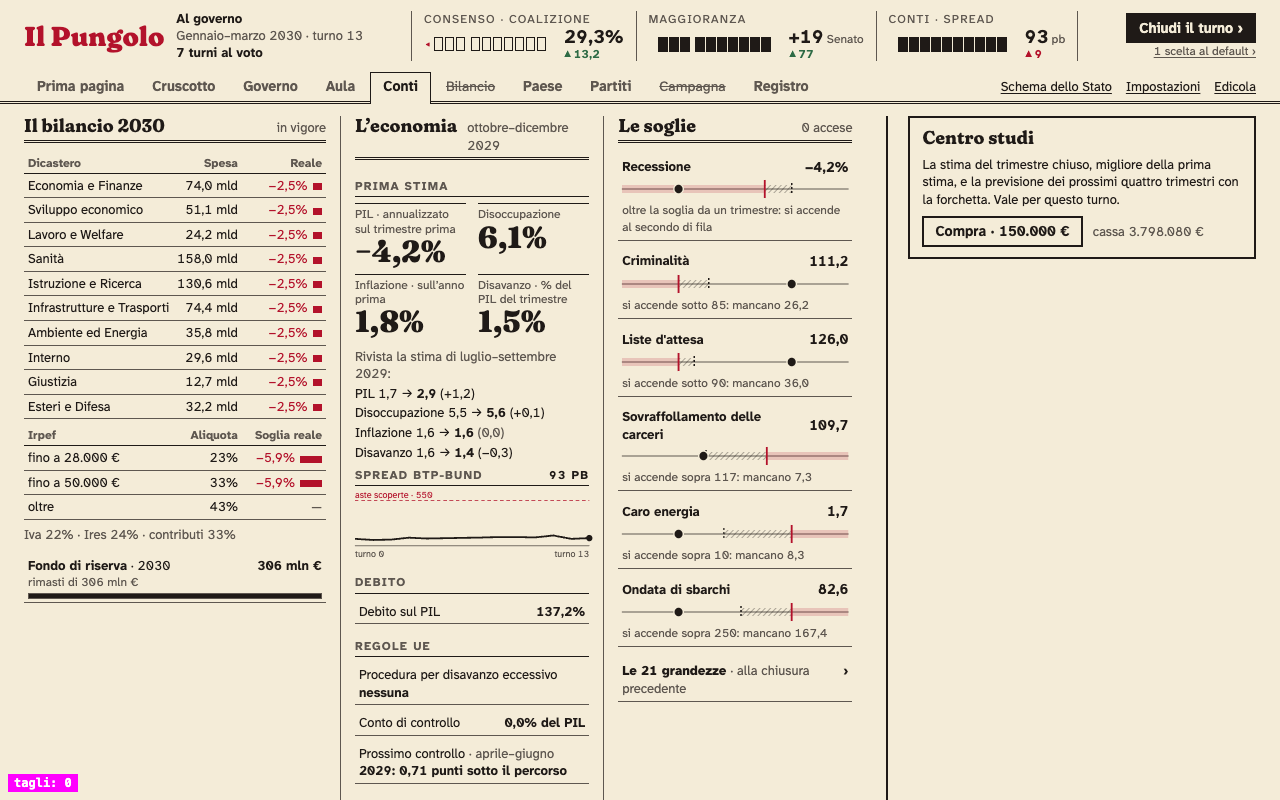 Il Pungolo
Al governo
Gennaio–marzo 2030 · turno 13
7 turni al voto
CONSENSO · COALIZIONE
29,3%
▲13,2
MAGGIORANZA
+19 Senato
▲77
CONTI · SPREAD
93 pb
▲9
Chiudi il turno ›
1 scelta al default ›
Prima pagina
Cruscotto
Governo
Aula
Conti
Bilancio
Paese
Partiti
Campagna
Registro
Schema dello Stato
Impostazioni
Edicola
Il bilancio 2030 in vigore
Dicastero Spesa Reale
Economia e Finanze 74,0 mld −2,5%
Sviluppo economico 51,1 mld −2,5%
Lavoro e Welfare 24,2 mld −2,5%
Sanità 158,0 mld −2,5%
Istruzione e Ricerca 130,6 mld −2,5%
Infrastrutture e Trasporti 74,4 mld −2,5%
Ambiente ed Energia 35,8 mld −2,5%
Interno 29,6 mld −2,5%
Giustizia 12,7 mld −2,5%
Esteri e Difesa 32,2 mld −2,5%
Irpef Aliquota Soglia reale
fino a 28.000 € 23% −5,9%
fino a 50.000 € 33% −5,9%
oltre 43% —
Iva 22% · Ires 24% · contributi 33%
Fondo di riserva · 2030 306 mln €
rimasti di 306 mln €
L’economia ottobre–dicembre
2029
PRIMA STIMA
PIL · annualizzato
sul trimestre prima
−4,2%
Disoccupazione
6,1%
Inflazione · sull’anno
prima
1,8%
Disavanzo · % del
PIL del trimestre
1,5%
Rivista la stima di luglio–settembre
2029:
PIL 1,7 → 2,9 (+1,2)
Disoccupazione 5,5 → 5,6 (+0,1)
Inflazione 1,6 → 1,6 (0,0)
Disavanzo 1,6 → 1,4 (−0,3)
SPREAD BTP-BUND 93 PB
aste scoperte · 550
turno 0 turno 13
DEBITO
Debito sul PIL 137,2%
REGOLE UE
Procedura per disavanzo eccessivo
nessuna
Conto di controllo 0,0% del PIL
Prossimo controllo · aprile–giugno
2029: 0,71 punti sotto il percorso
Le soglie 0 accese
Recessione −4,2%
oltre la soglia da un trimestre: si accende
al secondo di fila
Criminalità 111,2
si accende sotto 85: mancano 26,2
Liste d'attesa 126,0
si accende sotto 90: mancano 36,0
Sovraffollamento delle
carceri 109,7
si accende sopra 117: mancano 7,3
Caro energia 1,7
si accende sopra 10: mancano 8,3
Ondata di sbarchi 82,6
si accende sopra 250: mancano 167,4
Le 21 grandezze · alla chiusura ›
precedente
Centro studi
La stima del trimestre chiuso, migliore della prima
stima, e la previsione dei prossimi quattro trimestri con
la forchetta. Vale per questo turno.
Compra · 150.000 € cassa 3.798.080 €
tagli: 0